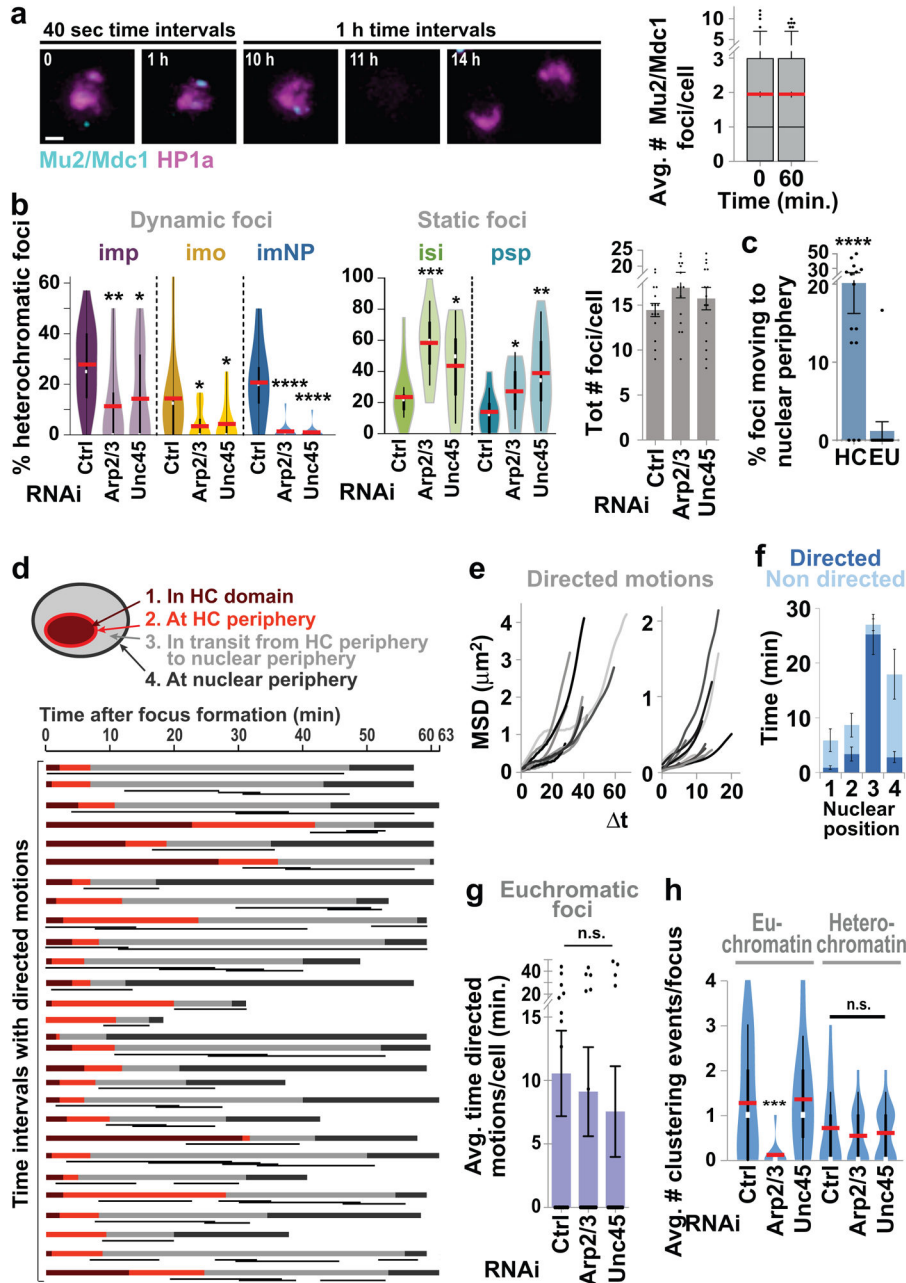 a
40 sec time intervals
1 h time intervals
0
1 h
10 h
11 h
14 h
Mu2/Mdc1 HP1a
Avg. # Mu2/Mdc1
foci/cell
12
8
4
3
2
1
0
0 60
Time (min.)
b
Dynamic foci
Static foci
imp
imo
imNP
isi
psp
% heterochromatic foci
60
40
20
0
** *
* *
**** ****
100
75
50
25
0
*** *
* **
Ctrl
Arp2/3
Unc45
Ctrl
Arp2/3
Unc45
Ctrl
Arp2/3
Unc45
RNAi
Ctrl
Arp2/3
Unc45
Ctrl
Arp2/3
Unc45
RNAi
Tot # foci/cell
25
20
15
10
5
0
Ctrl
Arp2/3
Unc45
RNAi
c
% foci moving to
nuclear periphery
****
50
30
20
10
0
HC EU
d
1. In HC domain
2. At HC periphery
3. In transit from HC periphery
to nuclear periphery
4. At nuclear periphery
Time after focus formation (min)
0 10 20 30 40 50 60 63
Time intervals with directed motions
e
Directed motions
MSD (μm²)
4
3
2
1
0
0 20 40 60
2
1
0
0 10 20
Δt
f
Directed
Non directed
Time (min)
30
20
10
0
1 2 3 4
Nuclear
position
g
Euchromatic
foci
n.s.
Avg. time directed
motions/cell (min.)
40
20
15
10
5
0
Ctrl
Arp2/3
Unc45
RNAi
h
Eu-
chromatin
Hetero-
chromatin
n.s.
***
Avg. # clustering events/focus
4
3
2
1
0
Ctrl
Arp2/3
Unc45
Ctrl
Arp2/3
Unc45
RNAi